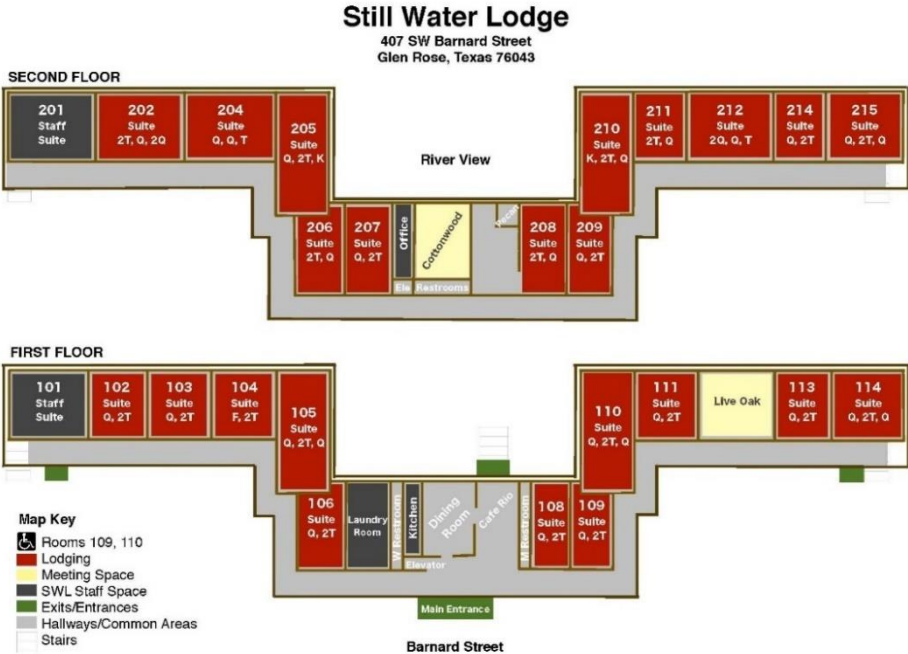 Still Water Lodge
407 SW Barnard Street
Glen Rose, Texas 76043
SECOND FLOOR
201
Staff
Suite
202
Suite
2T, Q, 2Q
204
Suite
Q, Q, T
205
Suite
Q, 2T, K
River View
210
Suite
K, 2T, Q
211
Suite
2T, Q
212
Suite
2Q, Q, T
214
Suite
2T, Q
215
Suite
Q, 2T, Q
206
Suite
2T, Q
207
Suite
Q, 2T
Office
Cottonwood
Pecan
208
Suite
2T, Q
209
Suite
Q, 2T
Ele
Restrooms
FIRST FLOOR
101
Staff
Suite
102
Suite
Q, 2T
103
Suite
Q, 2T
104
Suite
F, 2T
105
Suite
Q, 2T, Q
110
Suite
Q, 2T, Q
111
Suite
Q, 2T
Live Oak
113
Suite
Q, 2T
114
Suite
Q, 2T, Q
106
Suite
Q, 2T
Laundry
Room
W Restroom
Kitchen
Dining
Room
Cafe Rio
M Restroom
108
Suite
Q, 2T
109
Suite
Q, 2T
Elevator
Main Entrance
Map Key
Rooms 109, 110
Lodging
Meeting Space
SWL Staff Space
Exits/Entrances
Hallways/Common Areas
Stairs
Barnard Street